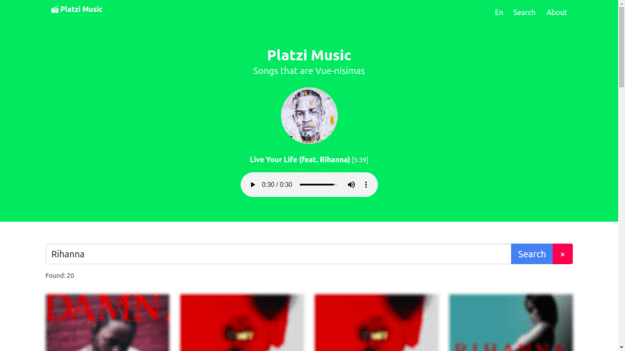 Platzi Music
En Search About
Platzi Music
Songs that are Vue-nisimas
Live Your Life (feat. Rihanna) [5:39]
0:30 / 0:30
Rihanna
Search ×
Found: 20
DAMN.
RIHANNA